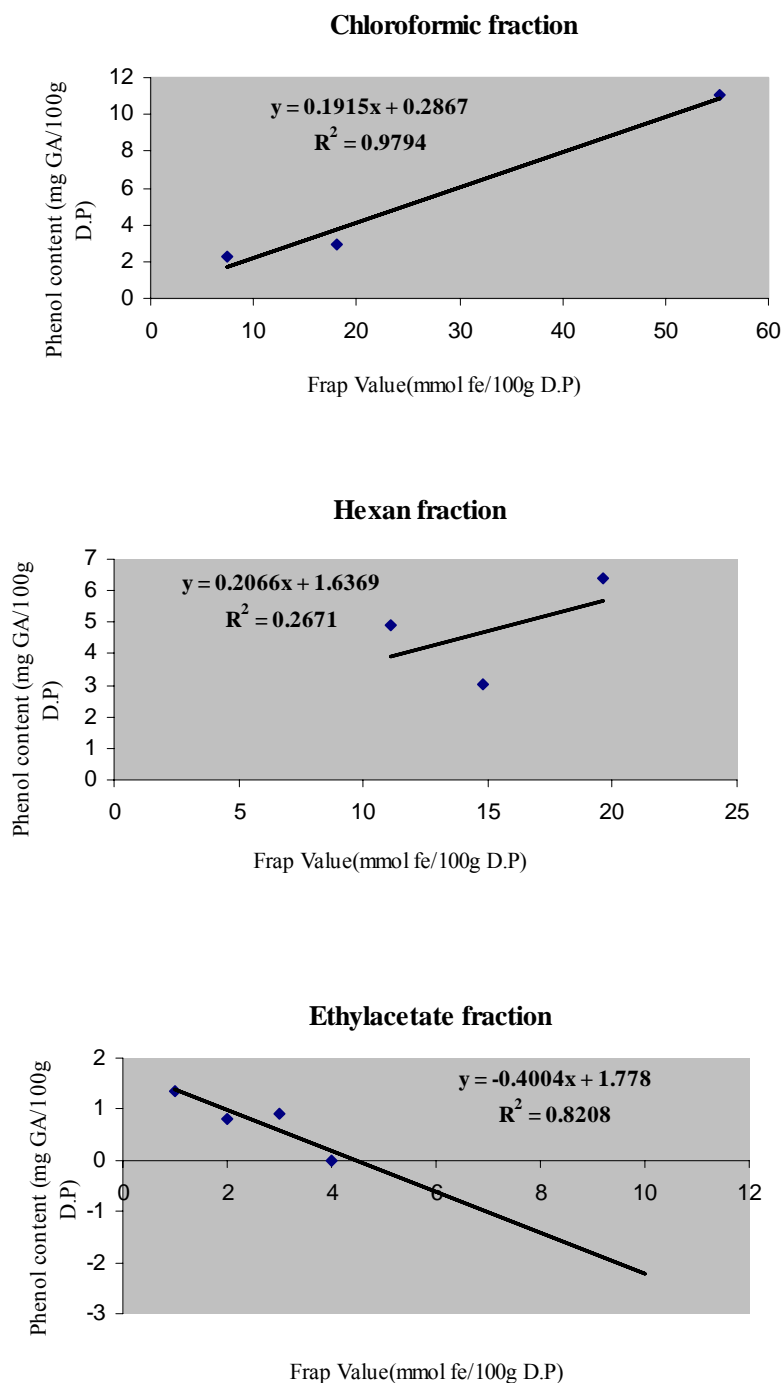 Chloroformic fraction
Phenol content (mg GA/100g
D.P)
12
10
8
6
4
2
0
y = 0.1915x + 0.2867
R² = 0.9794
0 10 20 30 40 50 60
Frap Value(mmol fe/100g D.P)
Hexan fraction
Phenol content (mg GA/100g
D.P)
7
6
5
4
3
2
1
0
y = 0.2066x + 1.6369
R² = 0.2671
0 5 10 15 20 25
Frap Value(mmol fe/100g D.P)
Ethylacetate fraction
Phenol content (mg GA/100g
D.P)
2
1
0
-1
-2
-3
y = -0.4004x + 1.778
R² = 0.8208
0 2 4 6 8 10 12
Frap Value(mmol fe/100g D.P)